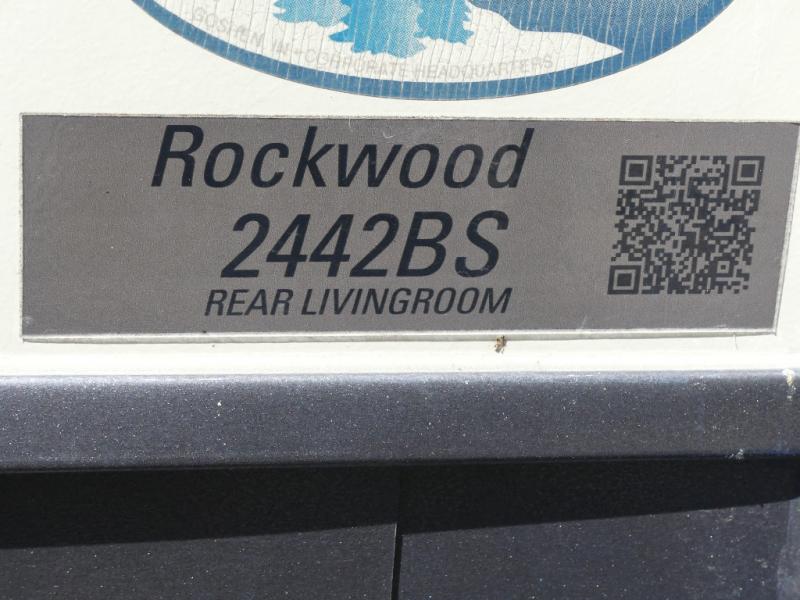 GOSHEN IN - CORPORATE HEADQUARTERS
Rockwood
2442BS
REAR LIVINGROOM